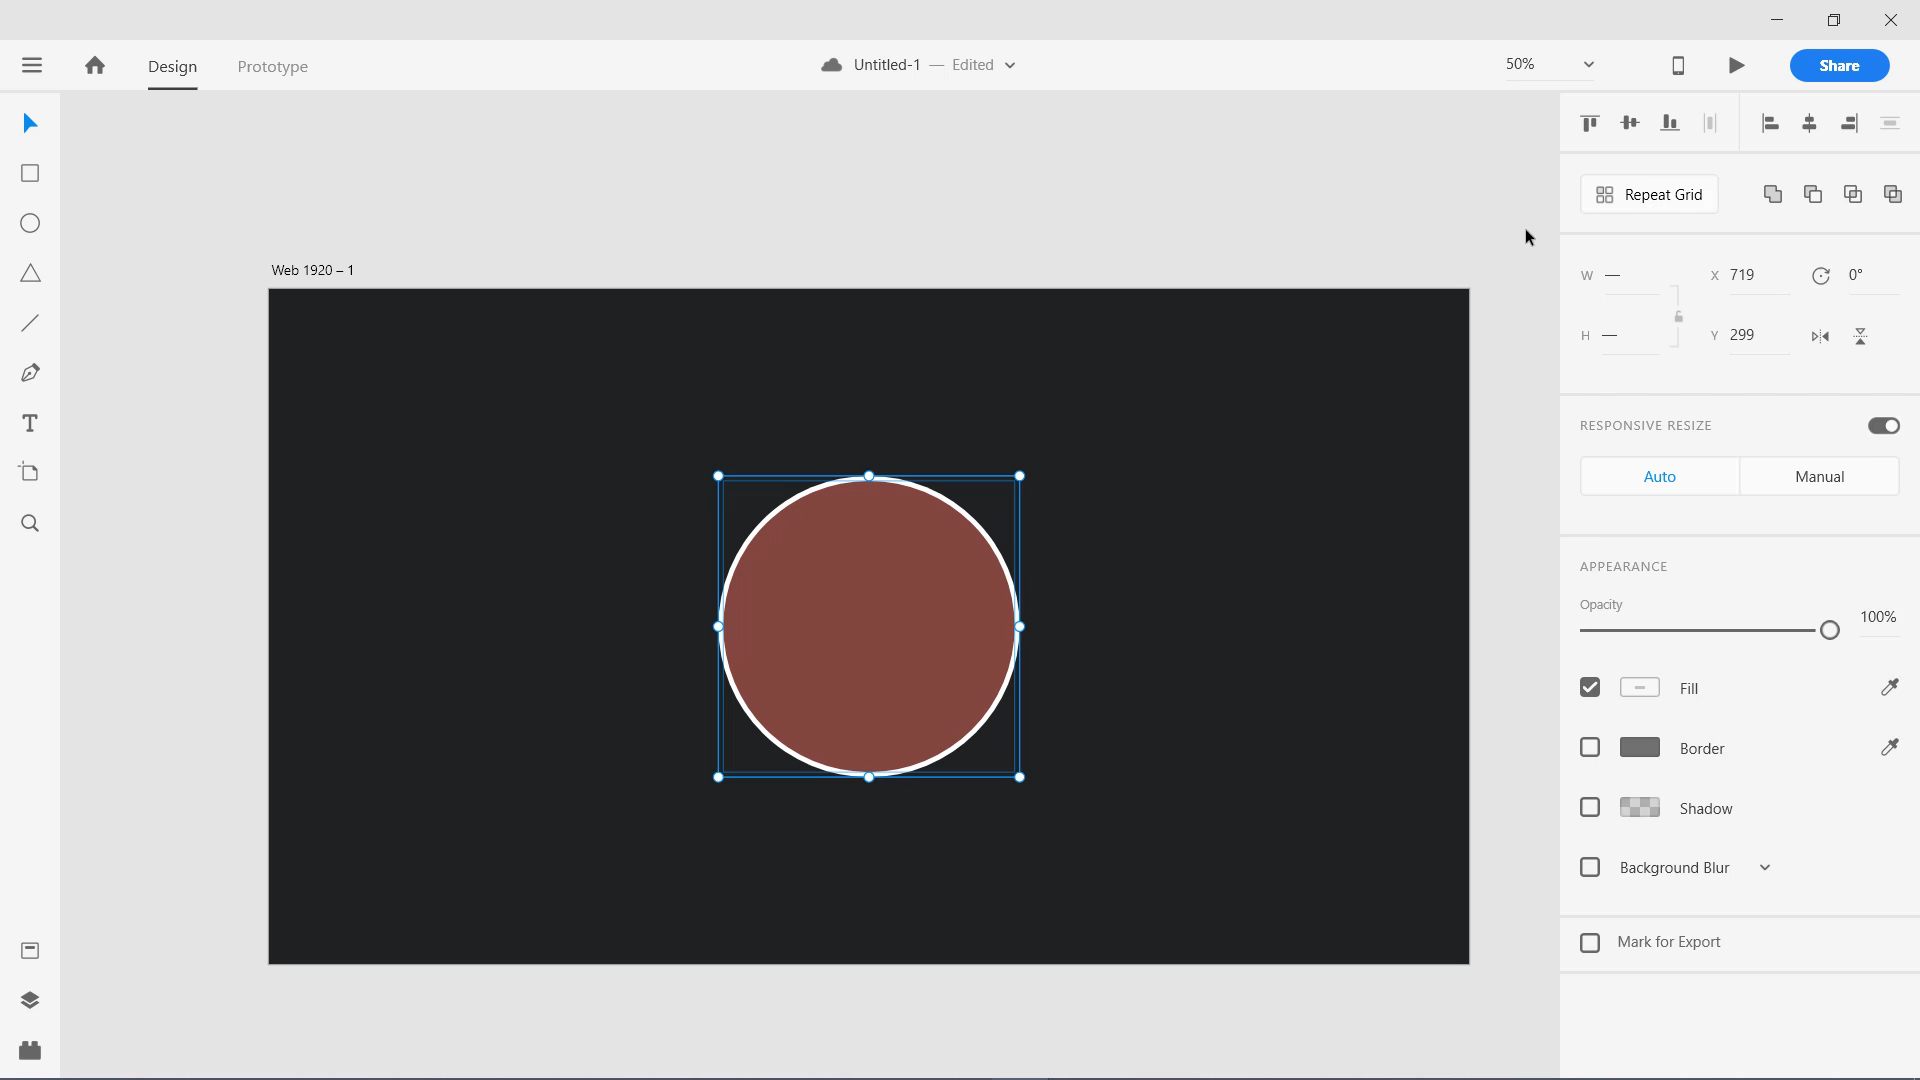 Design
Prototype
Untitled-1 — Edited
50%
Share
Repeat Grid
Web 1920 – 1
W —
X 719
0°
H —
Y 299
RESPONSIVE RESIZE
Auto
Manual
APPEARANCE
Opacity
100%
Fill
Border
Shadow
Background Blur
Mark for Export